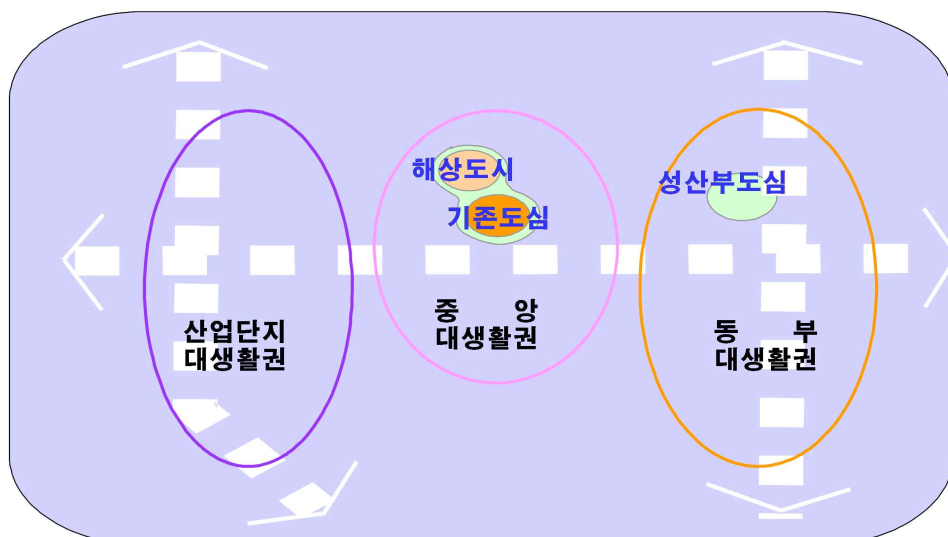 해상도시
성산부도심
기존도심
중 앙
대생활권
산업단지
대생활권
동 부
대생활권